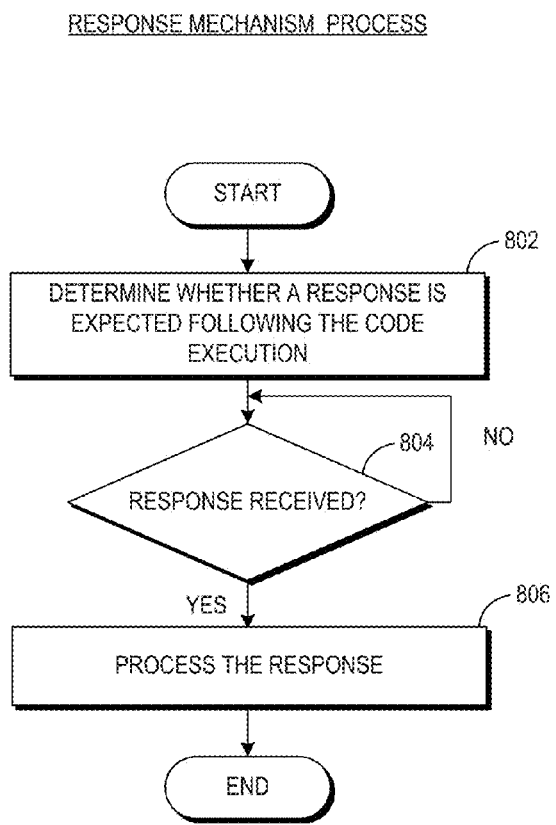 RESPONSE MECHANISM PROCESS
START
802
DETERMINE WHETHER A RESPONSE IS
EXPECTED FOLLOWING THE CODE
EXECUTION
804
NO
RESPONSE RECEIVED?
YES
806
PROCESS THE RESPONSE
END